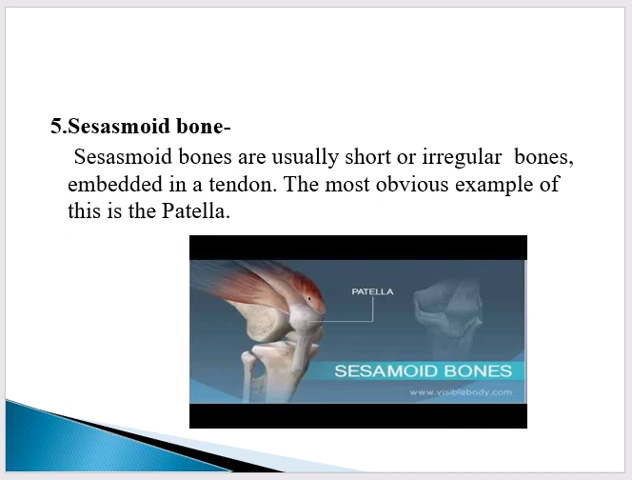 5.Sesasmoid bone-
Sesasmoid bones are usually short or irregular bones,
embedded in a tendon. The most obvious example of
this is the Patella.
PATELLA
SESAMOID BONES
www.visiblebody.com